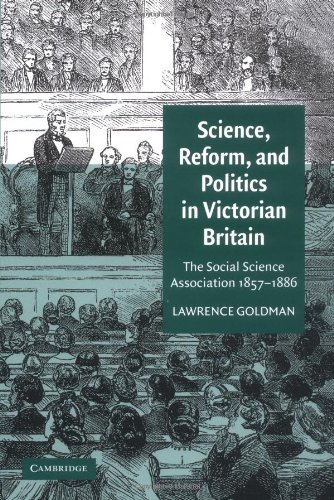 Science,
Reform, and
Politics
in Victorian
Britain
The Social Science
Association 1857–1886
LAWRENCE GOLDMAN
CAMBRIDGE